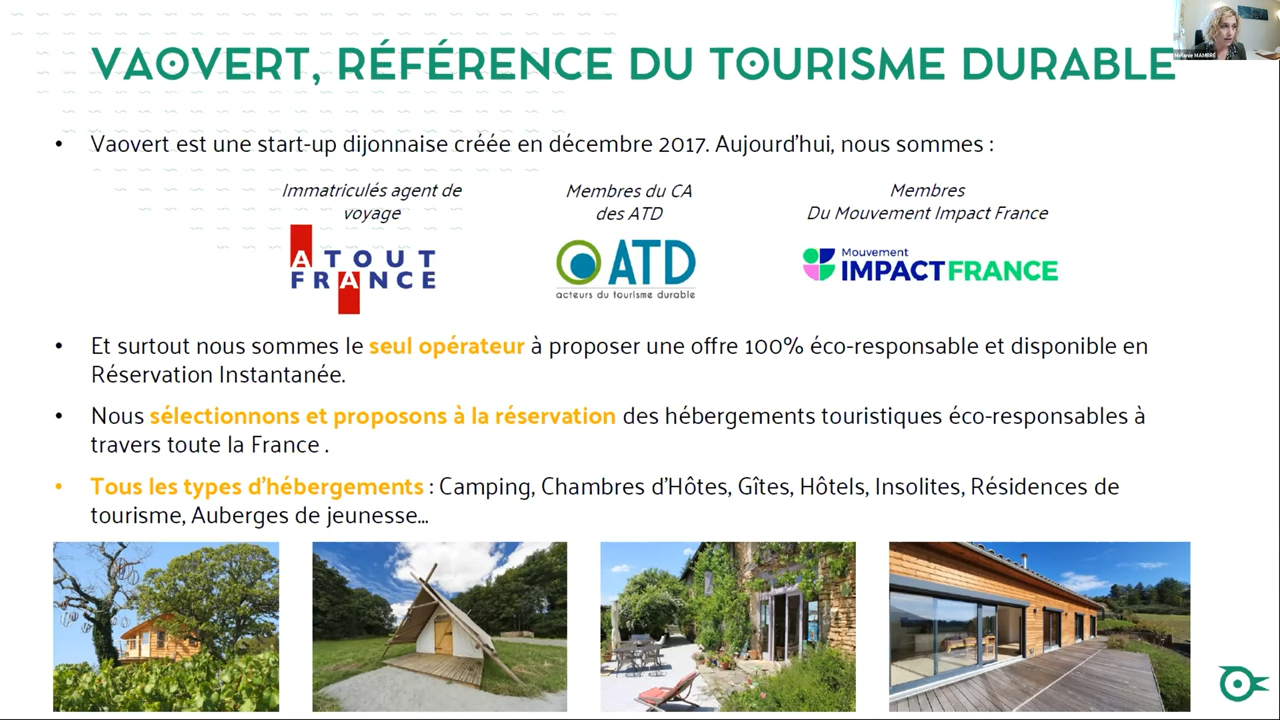 VAOVERT, RÉFÉRENCE DU TOURISME DURABLE
Mélanie MAMBRÉ
• Vaovert est une start-up dijonnaise créée en décembre 2017. Aujourd'hui, nous sommes :
Immatriculés agent de
voyage
ATOUT
FRANCE
Membres du CA
des ATD
ATD
acteurs du tourisme durable
Membres
Du Mouvement Impact France
Mouvement
IMPACT FRANCE
• Et surtout nous sommes le seul opérateur à proposer une offre 100% éco-responsable et disponible en
Réservation Instantanée.
• Nous sélectionnons et proposons à la réservation des hébergements touristiques éco-responsables à
travers toute la France .
• Tous les types d'hébergements : Camping, Chambres d'Hôtes, Gîtes, Hôtels, Insolites, Résidences de
tourisme, Auberges de jeunesse...